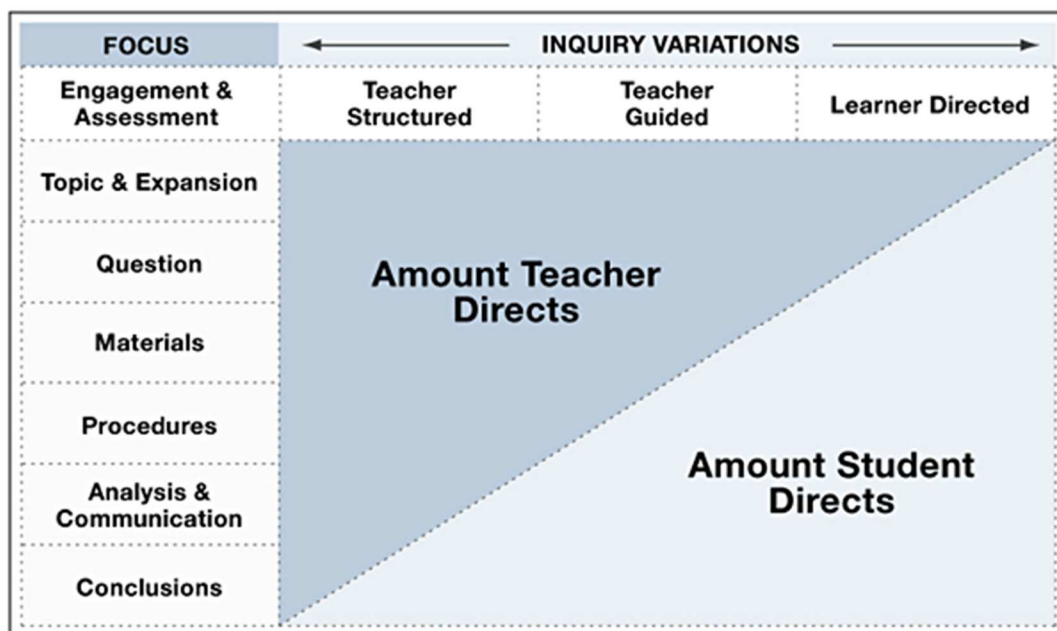 FOCUS
INQUIRY VARIATIONS
Engagement &
Assessment
Teacher
Structured
Teacher
Guided
Learner Directed
Topic & Expansion
Question
Materials
Procedures
Analysis &
Communication
Conclusions
Amount Teacher
Directs
Amount Student
Directs